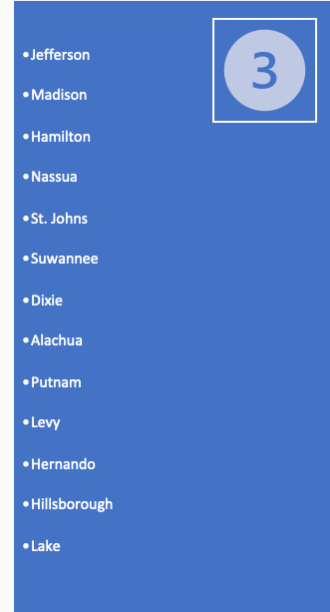 3
•Jefferson
•Madison
•Hamilton
•Nassua
•St. Johns
•Suwannee
•Dixie
•Alachua
•Putnam
•Levy
•Hernando
•Hillsborough
•Lake